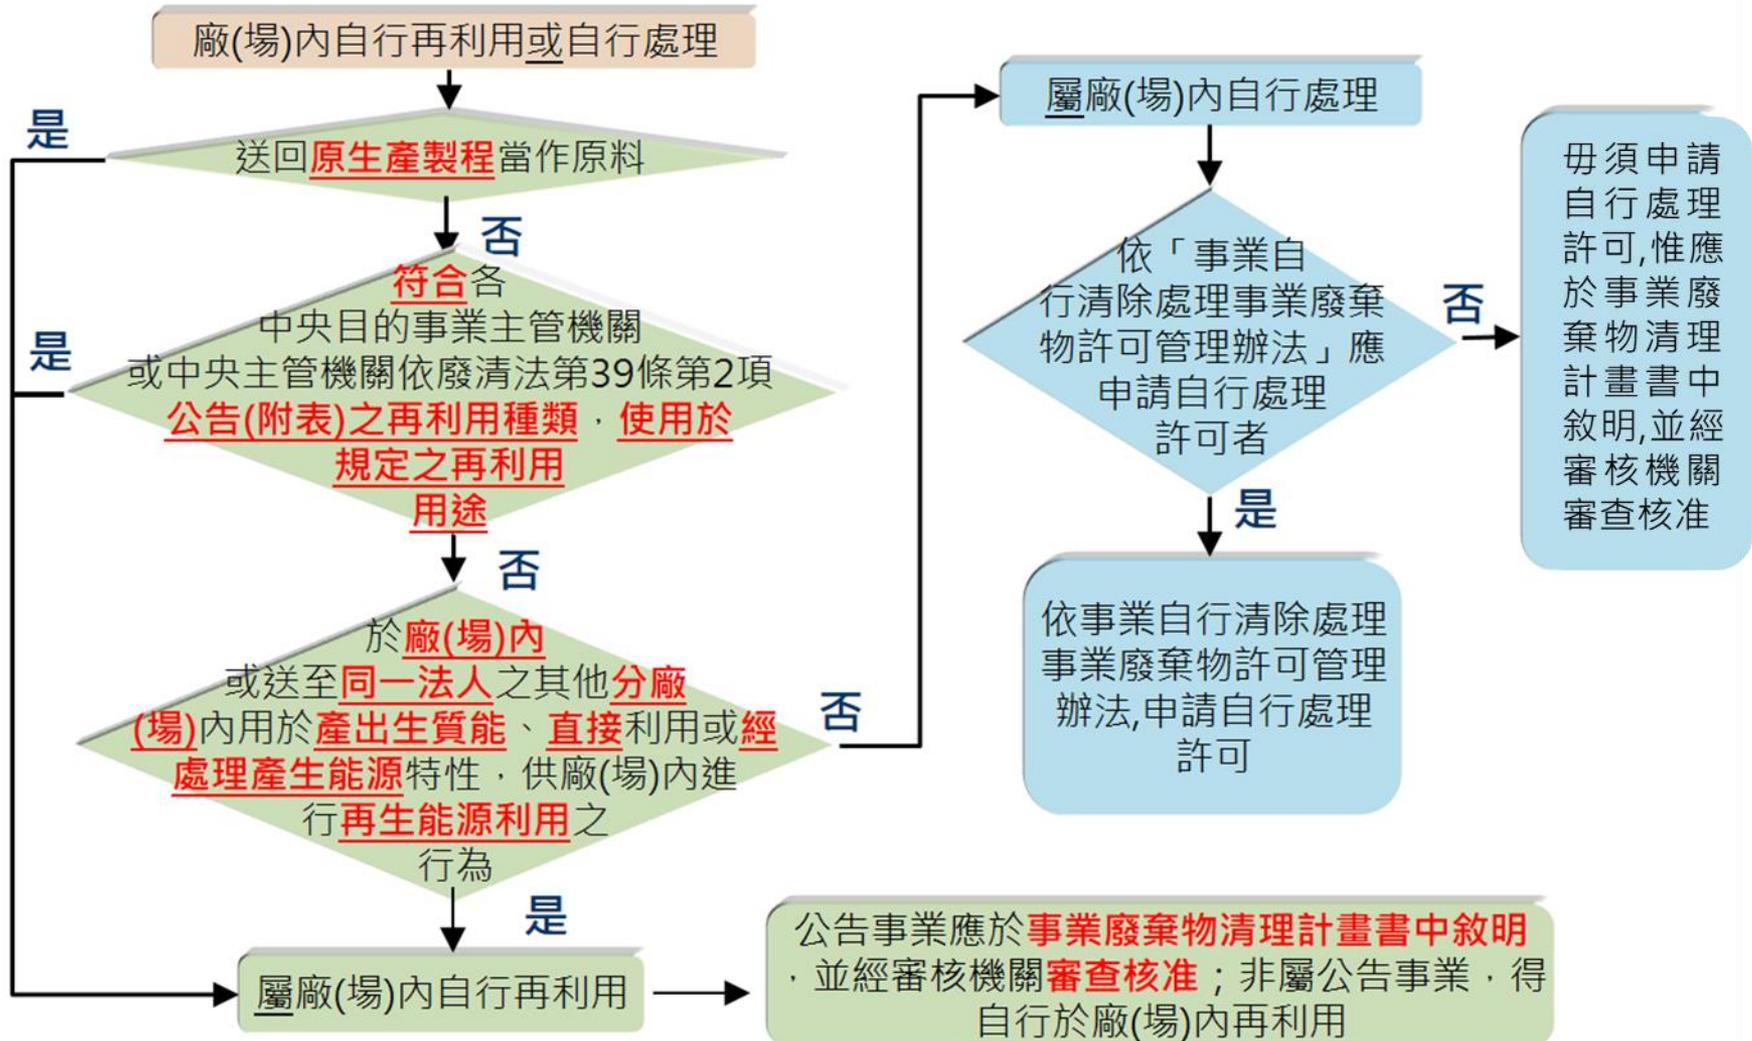 廠(場)內自行再利用或自行處理
是
送回原生產製程當作原料
否
符合各
中央目的事業主管機關
或中央主管機關依廢清法第39條第2項
公告(附表)之再利用種類，使用於
規定之再利用
用途
是
否
於廠(場)內
或送至同一法人之其他分廠
(場)內用於產出生質能、直接利用或經
處理產生能源特性，供廠(場)內進
行再生能源利用之
行為
否
是
屬廠(場)內自行再利用
公告事業應於事業廢棄物清理計畫書中敘明
，並經審核機關審查核准；非屬公告事業，得
自行於廠(場)內再利用
屬廠(場)內自行處理
依「事業自
行清除處理事業廢棄
物許可管理辦法」應
申請自行處理
許可者
否
是
依事業自行清除處理
事業廢棄物許可管理
辦法,申請自行處理
許可
毋須申請
自行處理
許可,惟應
於事業廢
棄物清理
計畫書中
敘明,並經
審核機關
審查核准